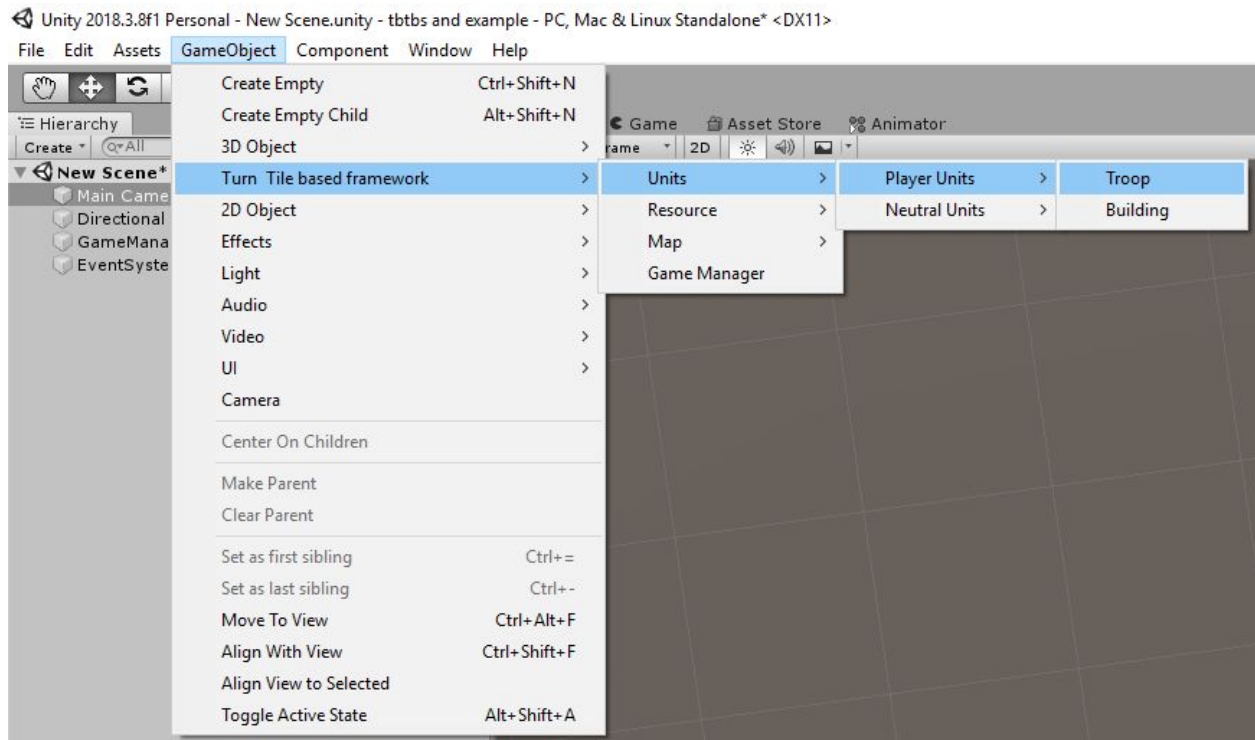 Unity 2018.3.8f1 Personal - New Scene.unity - tbtbs and example - PC, Mac & Linux Standalone* <DX11>
File Edit Assets GameObject Component Window Help
Hierarchy
Game Asset Store Animator
Create All
rame 2D
New Scene*
Main Came
Directional
GameMana
EventSyste
Create Empty Ctrl+Shift+N
Create Empty Child Alt+Shift+N
3D Object
Turn Tile based framework
2D Object
Effects
Light
Audio
Video
UI
Camera
Center On Children
Make Parent
Clear Parent
Set as first sibling Ctrl+=
Set as last sibling Ctrl+-
Move To View Ctrl+Alt+F
Align With View Ctrl+Shift+F
Align View to Selected
Toggle Active State Alt+Shift+A
Units
Resource
Map
Game Manager
Player Units
Neutral Units
Troop
Building